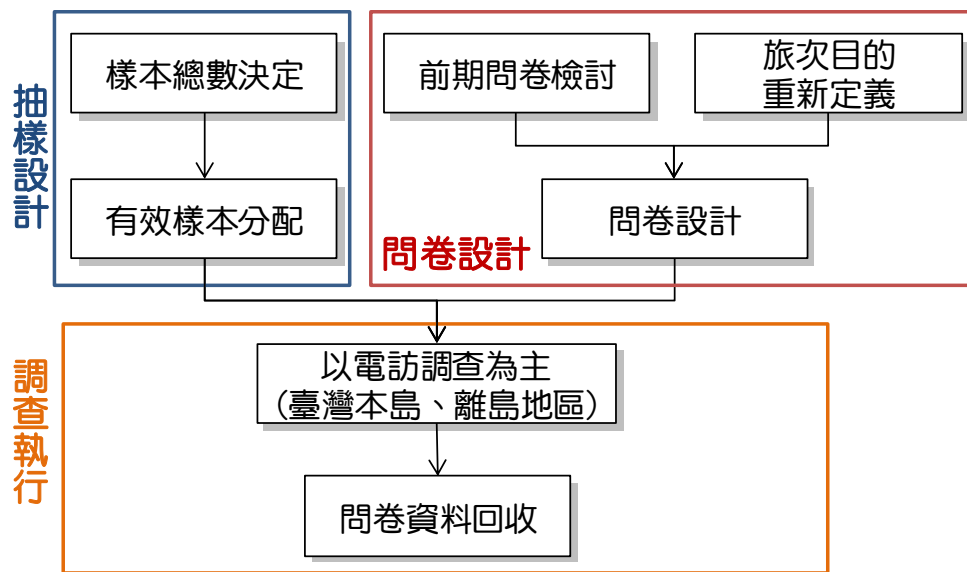 抽樣設計
樣本總數決定
有效樣本分配
前期問卷檢討
旅次目的
重新定義
問卷設計
問卷設計
調查執行
以電訪調查為主
（臺灣本島、離島地區）
問卷資料回收